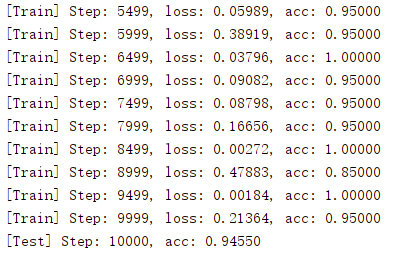 [Train] Step: 5499, loss: 0.05989, acc: 0.95000
[Train] Step: 5999, loss: 0.38919, acc: 0.95000
[Train] Step: 6499, loss: 0.03796, acc: 1.00000
[Train] Step: 6999, loss: 0.09082, acc: 0.95000
[Train] Step: 7499, loss: 0.08798, acc: 0.95000
[Train] Step: 7999, loss: 0.16656, acc: 0.95000
[Train] Step: 8499, loss: 0.00272, acc: 1.00000
[Train] Step: 8999, loss: 0.47883, acc: 0.85000
[Train] Step: 9499, loss: 0.00184, acc: 1.00000
[Train] Step: 9999, loss: 0.21364, acc: 0.95000
[Test] Step: 10000, acc: 0.94550